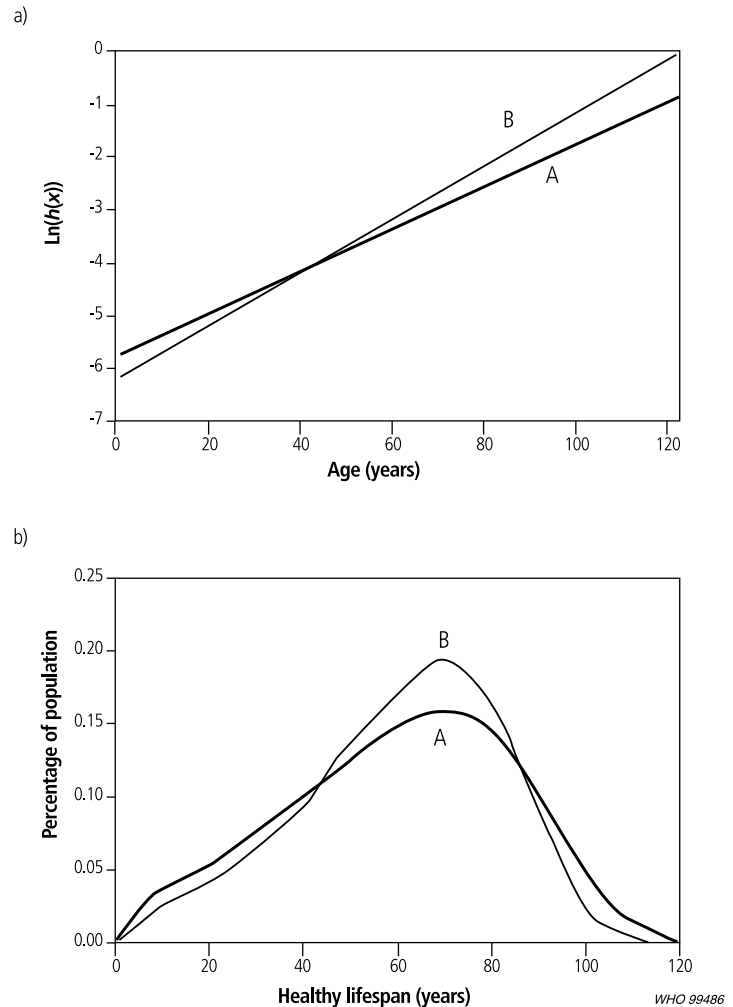 a)
0
-1
-2
-3
-4
-5
-6
-7
Ln(h(x))
B
A
0 20 40 60 80 100 120
Age (years)
b)
0.25
0.20
0.15
0.10
0.05
0.00
Percentage of population
B
A
0 20 40 60 80 100 120
Healthy lifespan (years)
WHO 99486